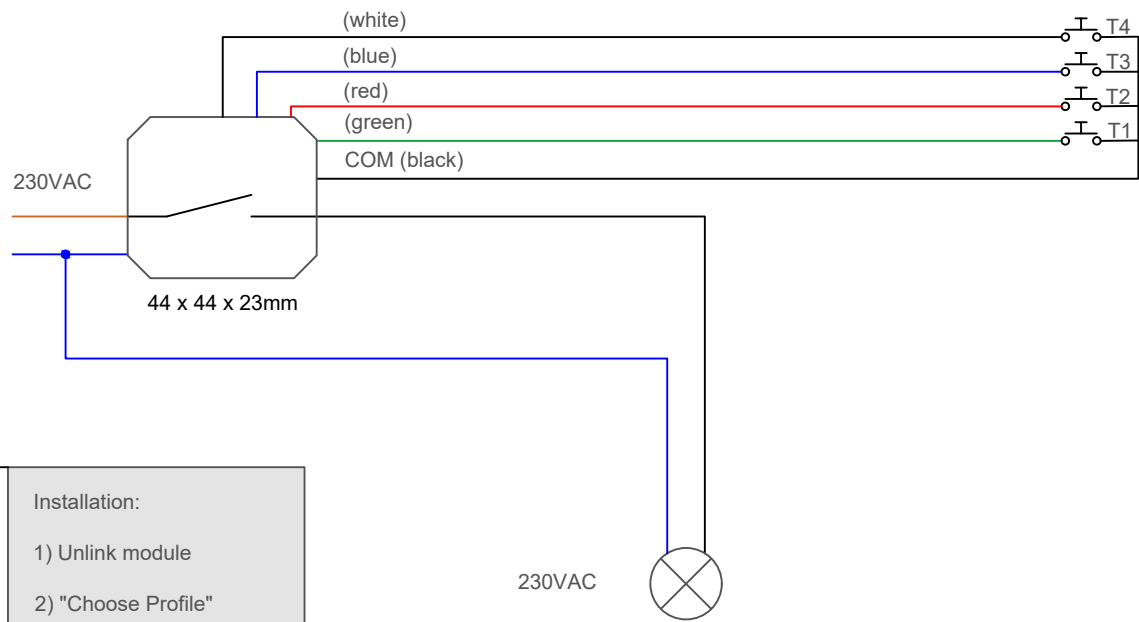 (white)
T4
(blue)
T3
(red)
T2
(green)
T1
COM (black)
230VAC
44 x 44 x 23mm
Installation:
1) Unlink module
2) "Choose Profile"
230VAC